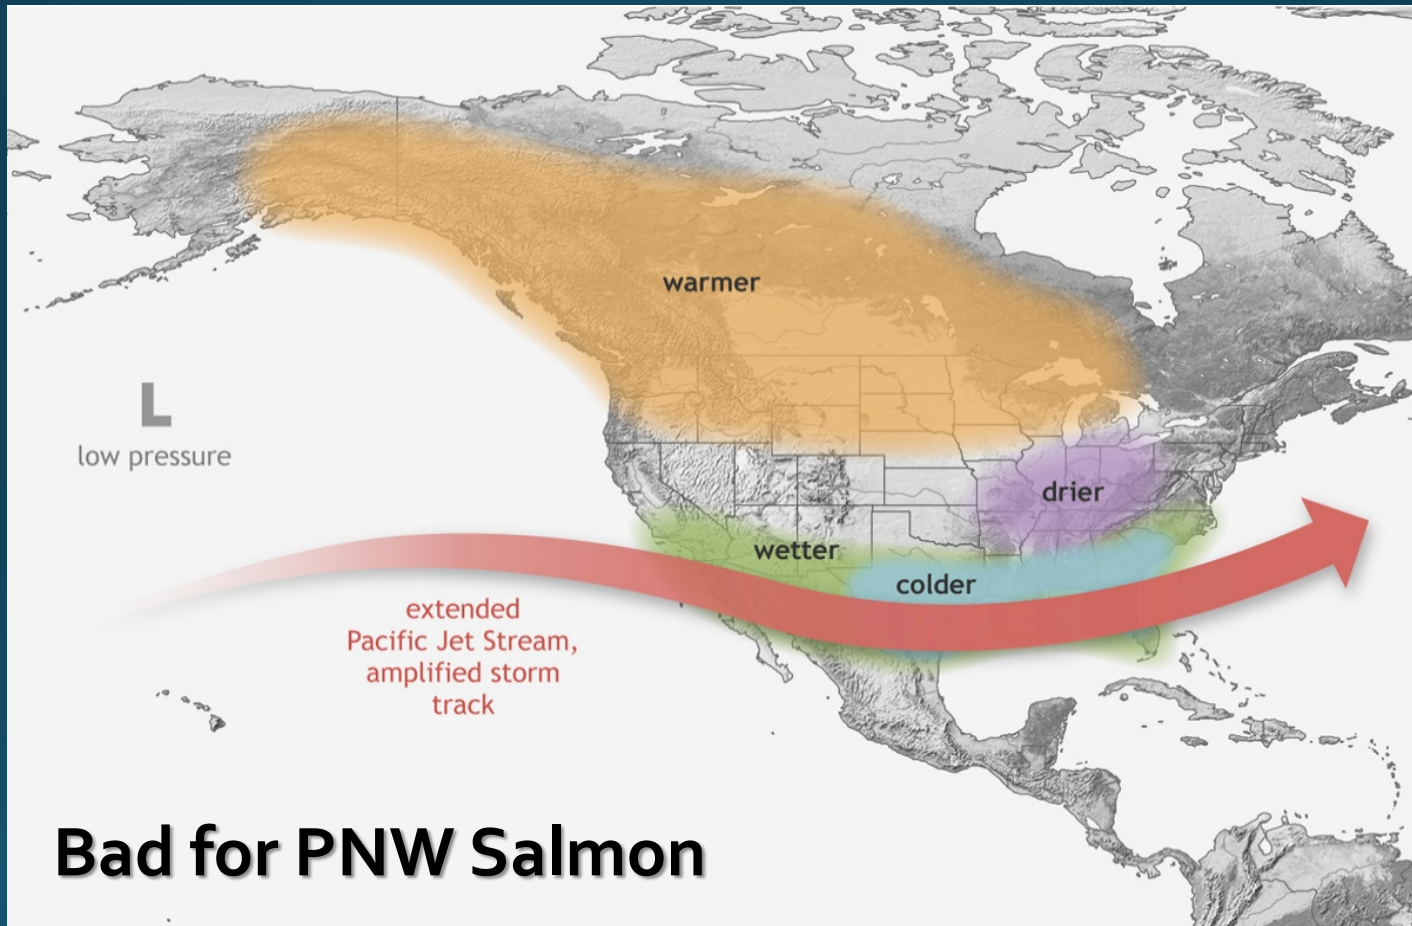 warmer
L
low pressure
drier
wetter
colder
extended
Pacific Jet Stream,
amplified storm
track
Bad for PNW Salmon